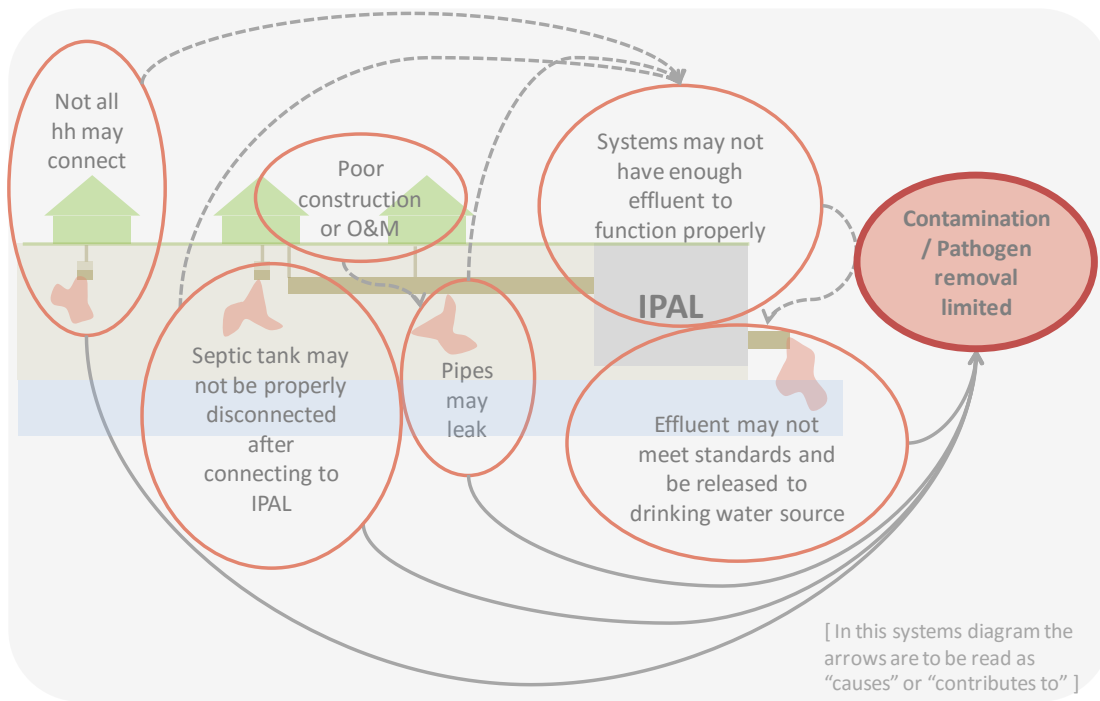 Not all
hh may
connect
Poor
construction
or O&M
Systems may not
have enough
effluent to
function properly
Contamination
/ Pathogen
removal
limited
IPAL
Septic tank may
not be properly
disconnected
after
connecting to
IPAL
Pipes
may
leak
Effluent may not
meet standards and
be released to
drinking water source
[ In this systems diagram the
arrows are to be read as
“causes” or “contributes to” ]